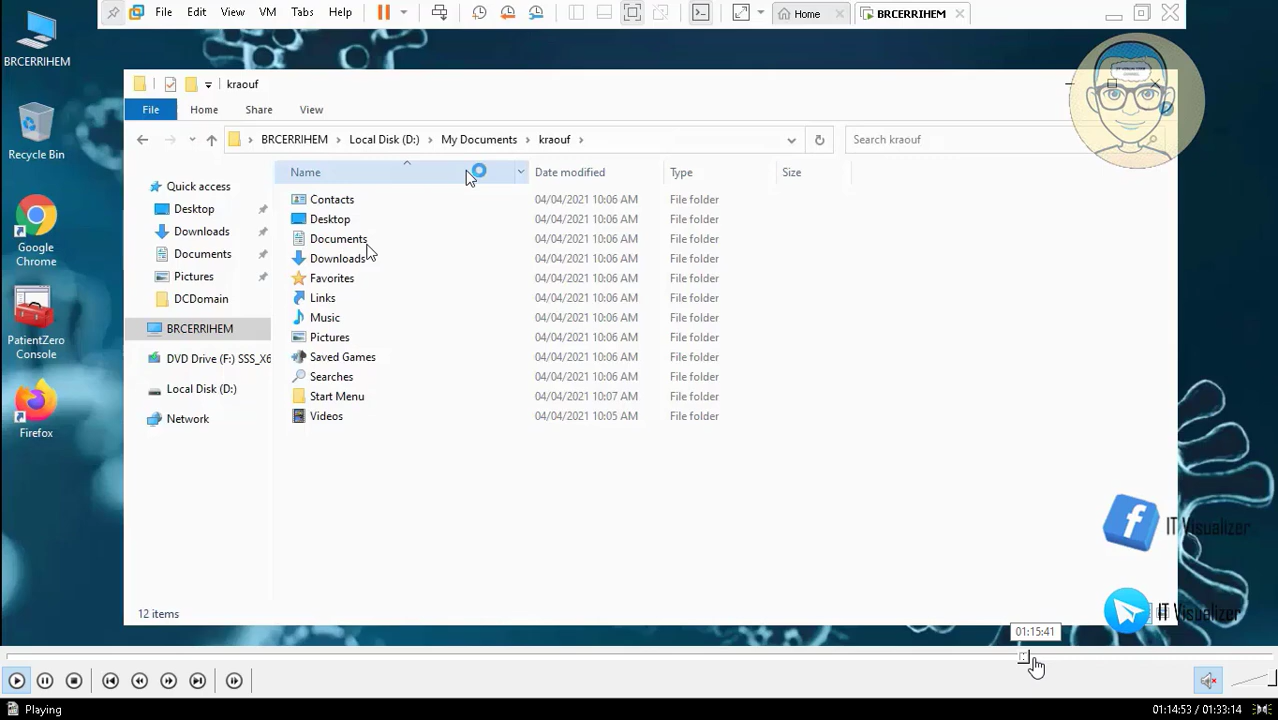 File Edit View VM Tabs Help Home BRCERRIHEM
BRCERRIHEM
Recycle Bin
Google
Chrome
PatientZero
Console
Firefox
kraouf
File Home Share View
BRCERRIHEM Local Disk (D:) My Documents kraouf Search kraouf
Quick access
Desktop
Downloads
Documents
Pictures
DCDomain
BRCERRIHEM
DVD Drive (F:) SSS_X6
Local Disk (D:)
Network
Name Date modified Type Size
Contacts 04/04/2021 10:06 AM File folder
Desktop 04/04/2021 10:06 AM File folder
Documents 04/04/2021 10:06 AM File folder
Downloads 04/04/2021 10:06 AM File folder
Favorites 04/04/2021 10:06 AM File folder
Links 04/04/2021 10:06 AM File folder
Music 04/04/2021 10:06 AM File folder
Pictures 04/04/2021 10:06 AM File folder
Saved Games 04/04/2021 10:06 AM File folder
Searches 04/04/2021 10:06 AM File folder
Start Menu 04/04/2021 10:07 AM File folder
Videos 04/04/2021 10:05 AM File folder
12 items
IT VISUALIZER
CHANNEL
IT Visualizer
IT Visualizer
01:15:41
Playing 01:14:53 / 01:33:14